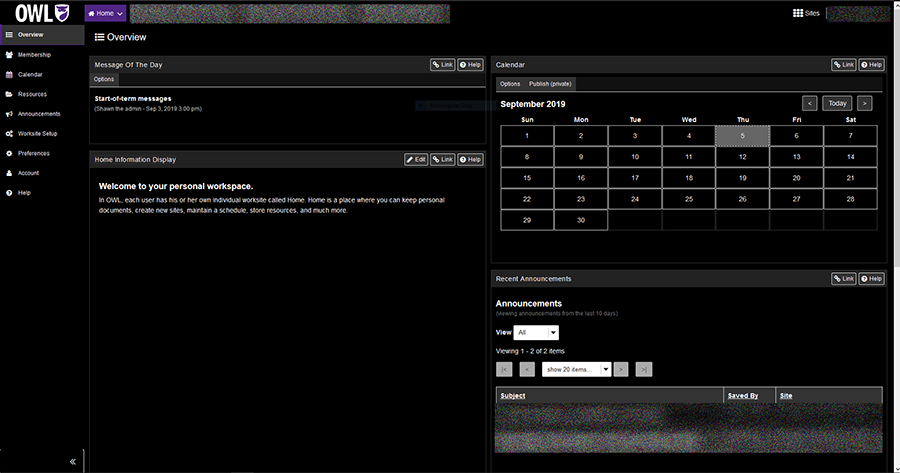 OWL
Home
Sites
Overview
Membership
Calendar
Resources
Announcements
Worksite Setup
Preferences
Account
Help
Overview
Message Of The Day
Link
Help
Options
Start-of-term messages
(Shawn the admin - Sep 3, 2019 3:00 pm)
Home Information Display
Edit
Link
Help
Welcome to your personal workspace.
In OWL, each user has his or her own individual worksite called Home. Home is a place where you can keep personal
documents, create new sites, maintain a schedule, store resources, and much more.
Calendar
Link
Help
Options Publish (private)
September 2019
< Today >
Sun Mon Tue Wed Thu Fri Sat
1 2 3 4 5 6 7
8 9 10 11 12 13 14
15 16 17 18 19 20 21
22 23 24 25 26 27 28
29 30
Recent Announcements
Link
Help
Announcements
(viewing announcements from the last 10 days)
View All
Viewing 1 - 2 of 2 items
|< < show 20 items... > >|
Subject Saved By Site